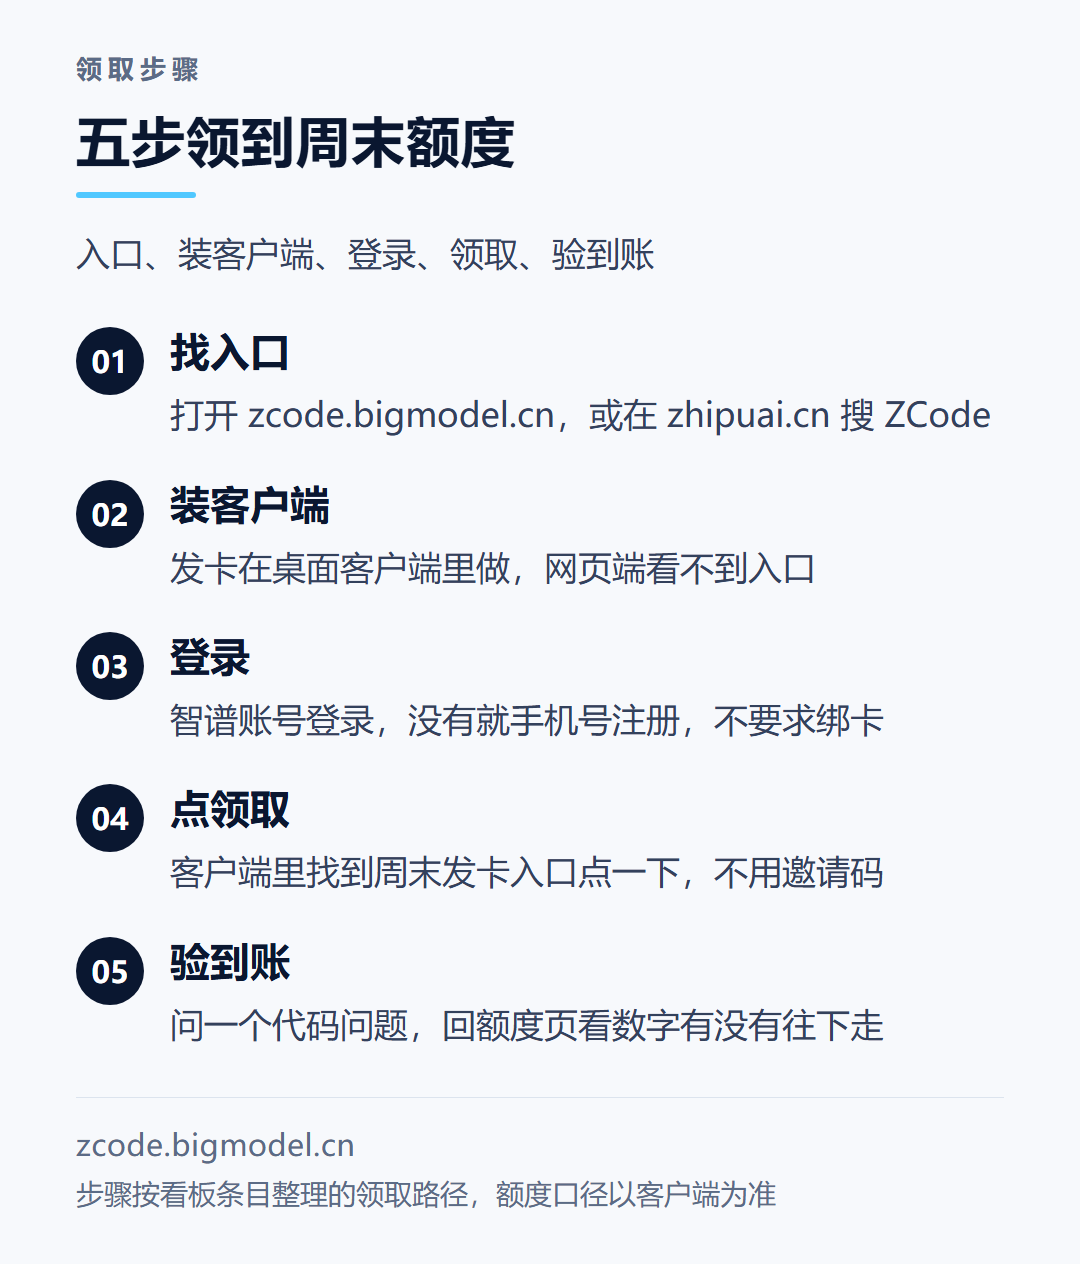 领取步骤
五步领到周末额度
入口、装客户端、登录、领取、验到账
01
找入口
打开 zcode.bigmodel.cn，或在 zhipuai.cn 搜 ZCode
02
装客户端
发卡在桌面客户端里做，网页端看不到入口
03
登录
智谱账号登录，没有就手机号注册，不要求绑卡
04
点领取
客户端里找到周末发卡入口点一下，不用邀请码
05
验到账
问一个代码问题，回额度页看数字有没有往下走
zcode.bigmodel.cn
步骤按看板条目整理的领取路径，额度口径以客户端为准